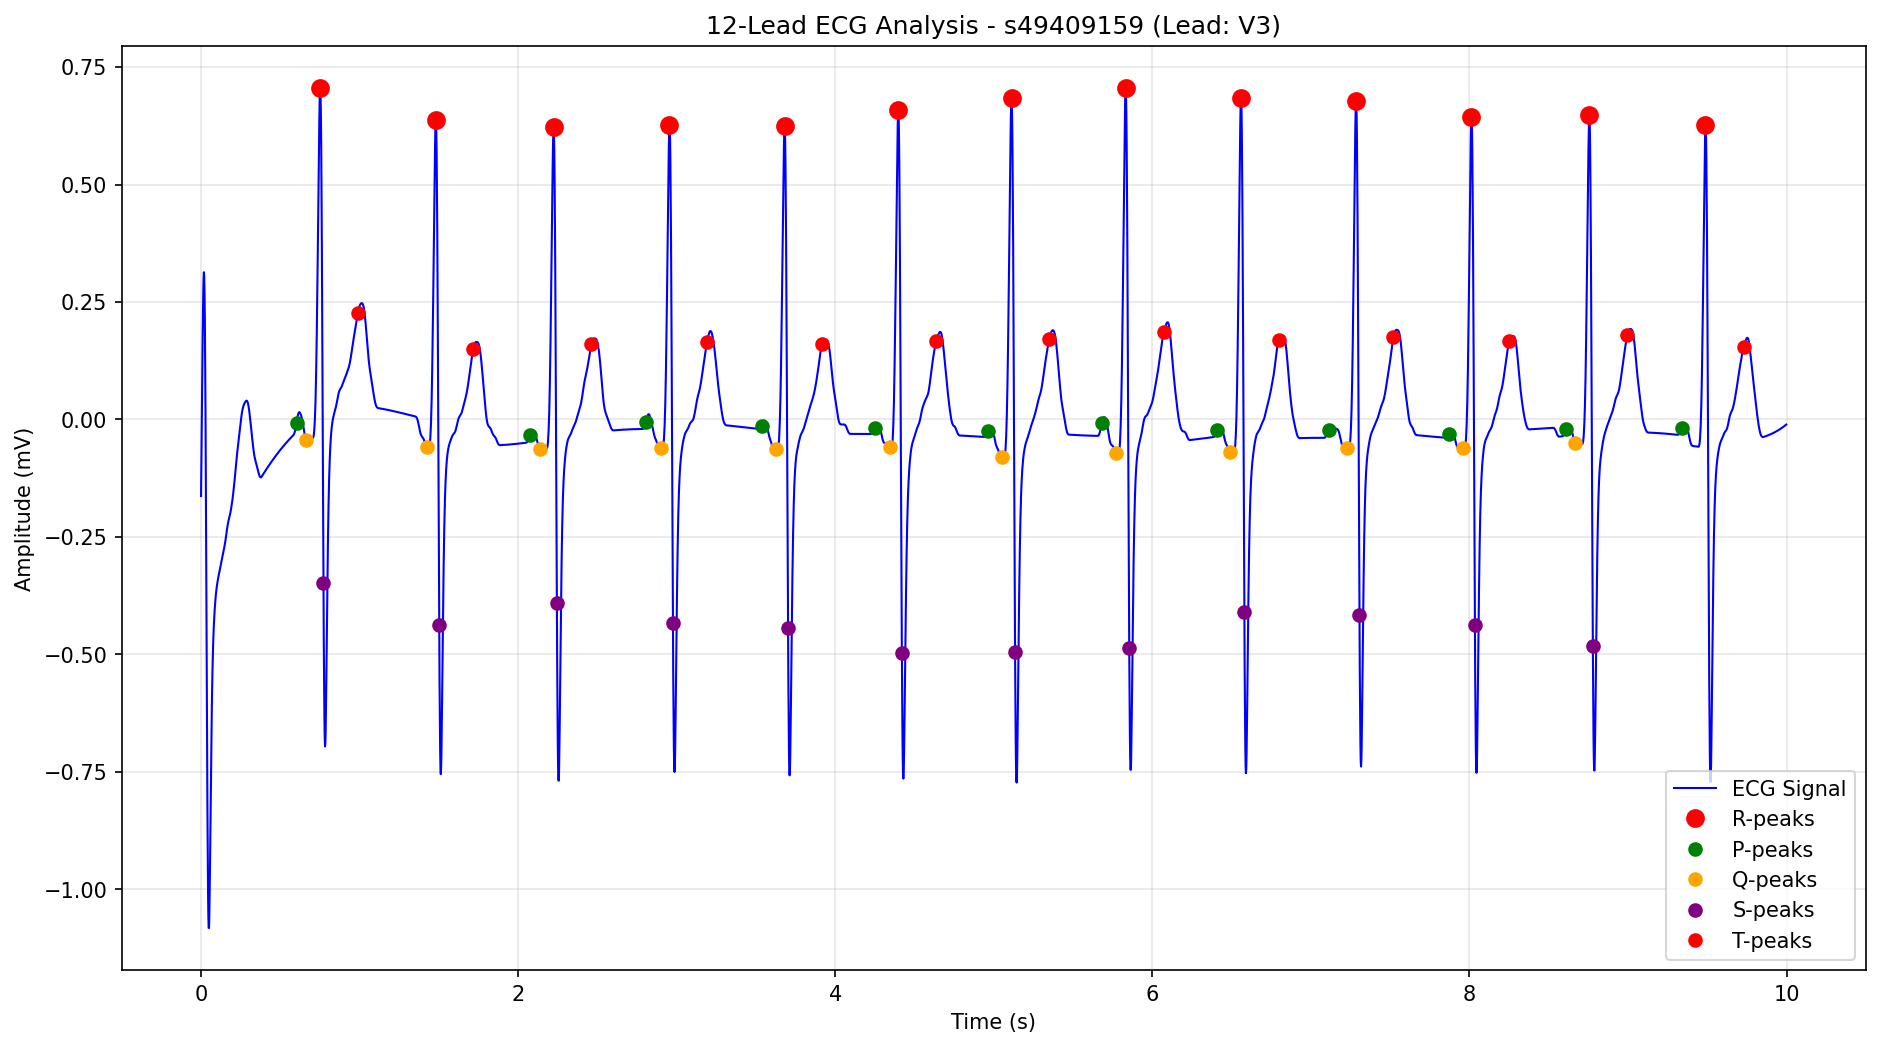 12-Lead ECG Analysis - s49409159 (Lead: V3)
0.75
0.50
0.25
0.00
−0.25
−0.50
−0.75
−1.00
Amplitude (mV)
0
2
4
6
8
10
Time (s)
ECG Signal
R-peaks
P-peaks
Q-peaks
S-peaks
T-peaks